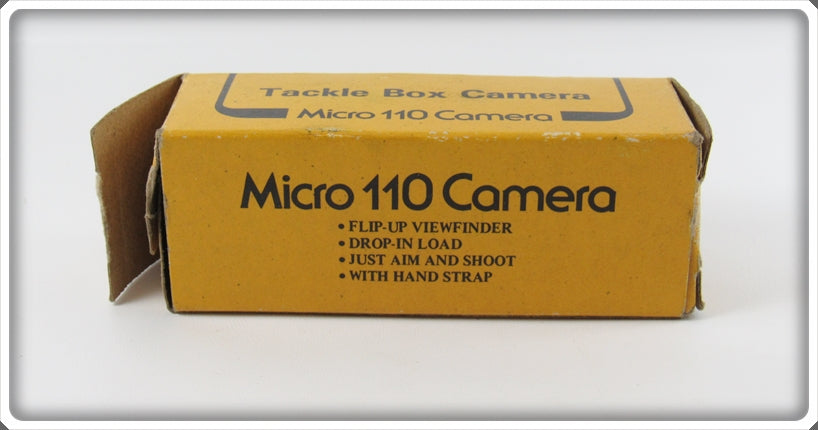 Tackle Box Camera
Micro 110 Camera
Micro 110 Camera
• FLIP-UP VIEWFINDER
• DROP-IN LOAD
• JUST AIM AND SHOOT
• WITH HAND STRAP